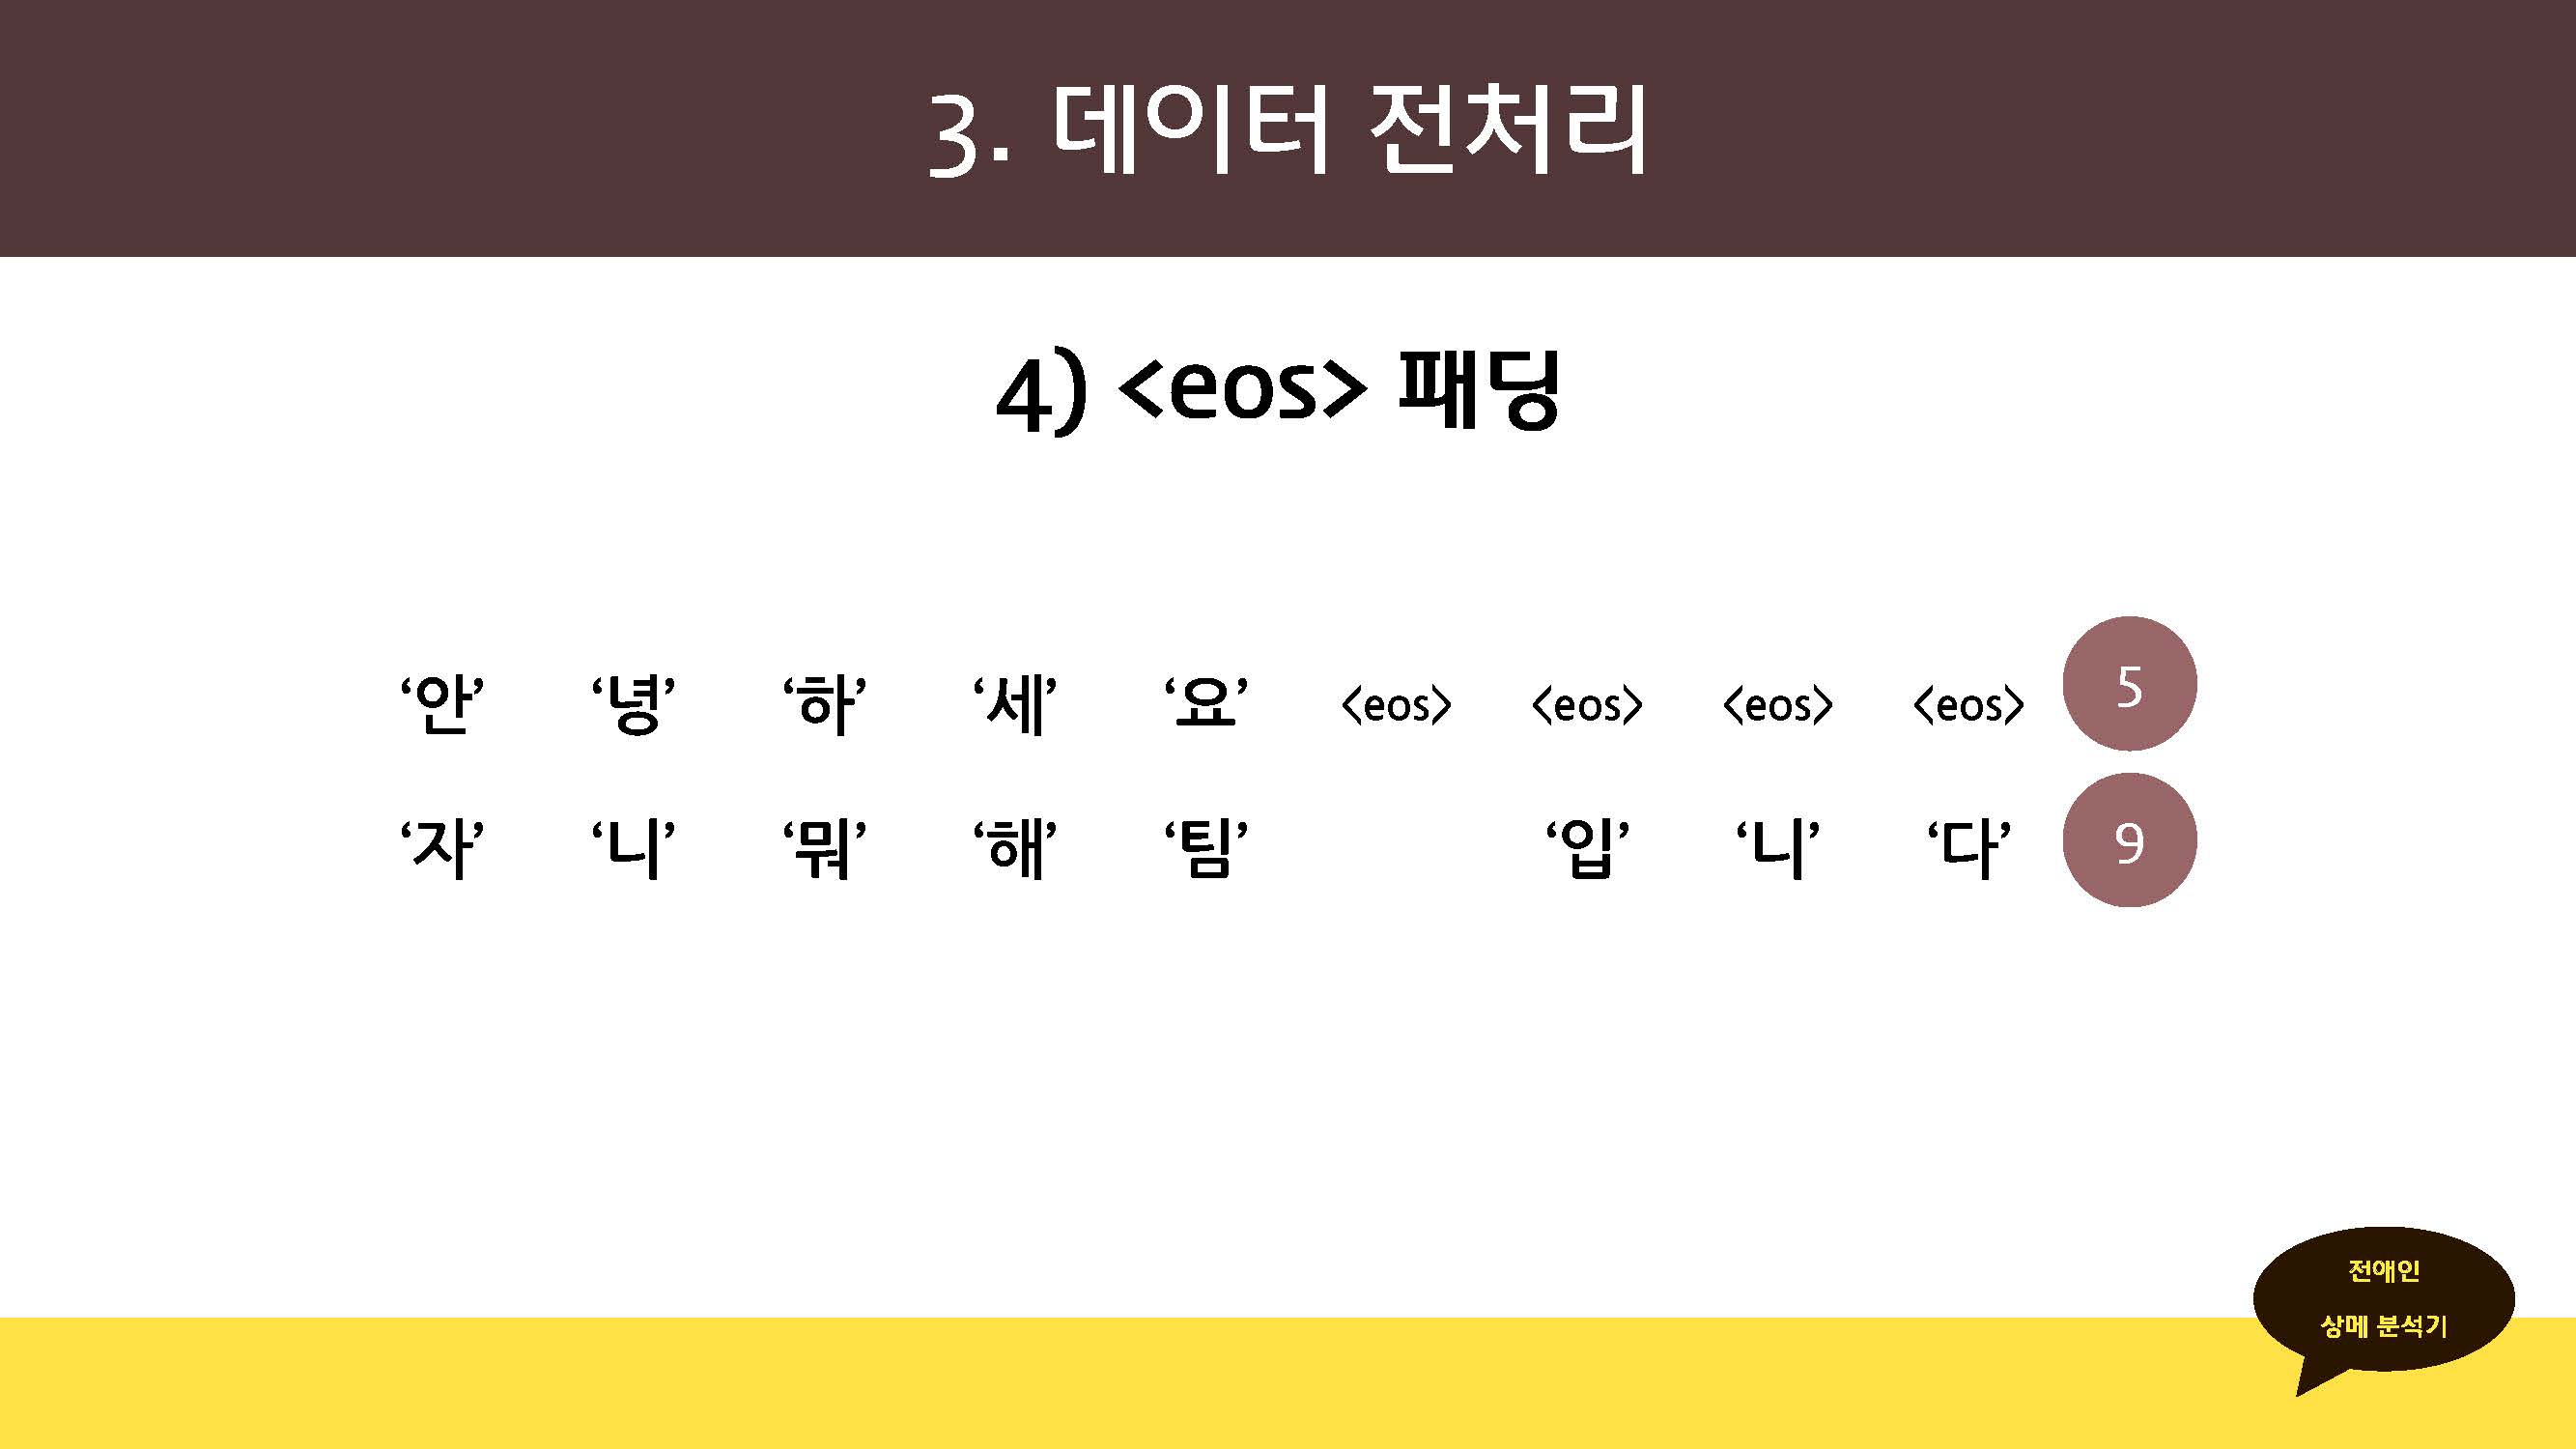 3. 데이터 전처리
4) <eos> 패딩
‘안’ ‘녕’ ‘하’ ‘세’ ‘요’ <eos> <eos> <eos> <eos> 5
‘자’ ‘니’ ‘뭐’ ‘해’ ‘팀’ ‘입’ ‘니’ ‘다’ 9
전애인
상메 분석기